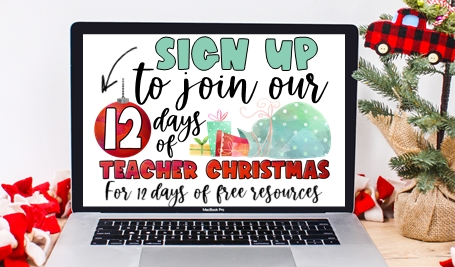 SIGN UP
to join our
12 days
of
TEACHER CHRISTMAS
For 12 days of free resources
MacBook Pro